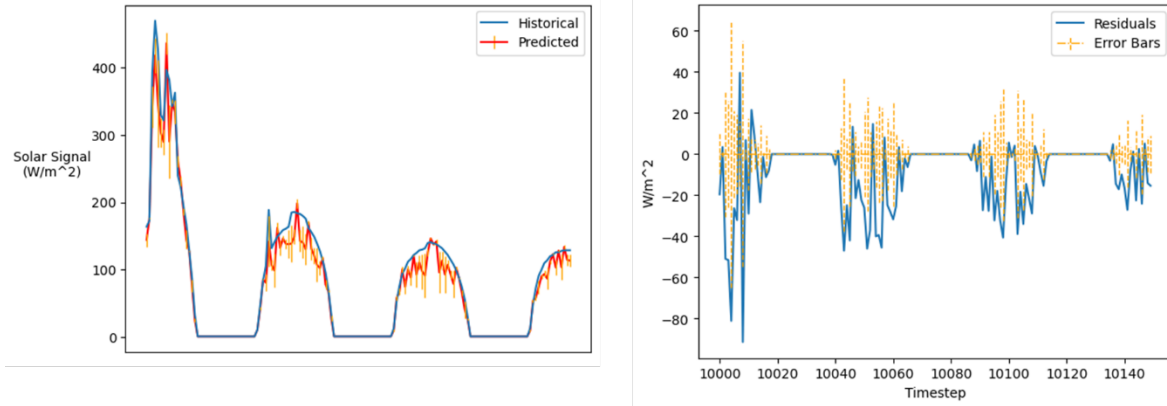 Historical
Predicted
400
300
Solar Signal
(W/m^2)
200
100
0
Residuals
Error Bars
60
40
20
0
W/m^2
−20
−40
−60
−80
10000 10020 10040 10060 10080 10100 10120 10140
Timestep